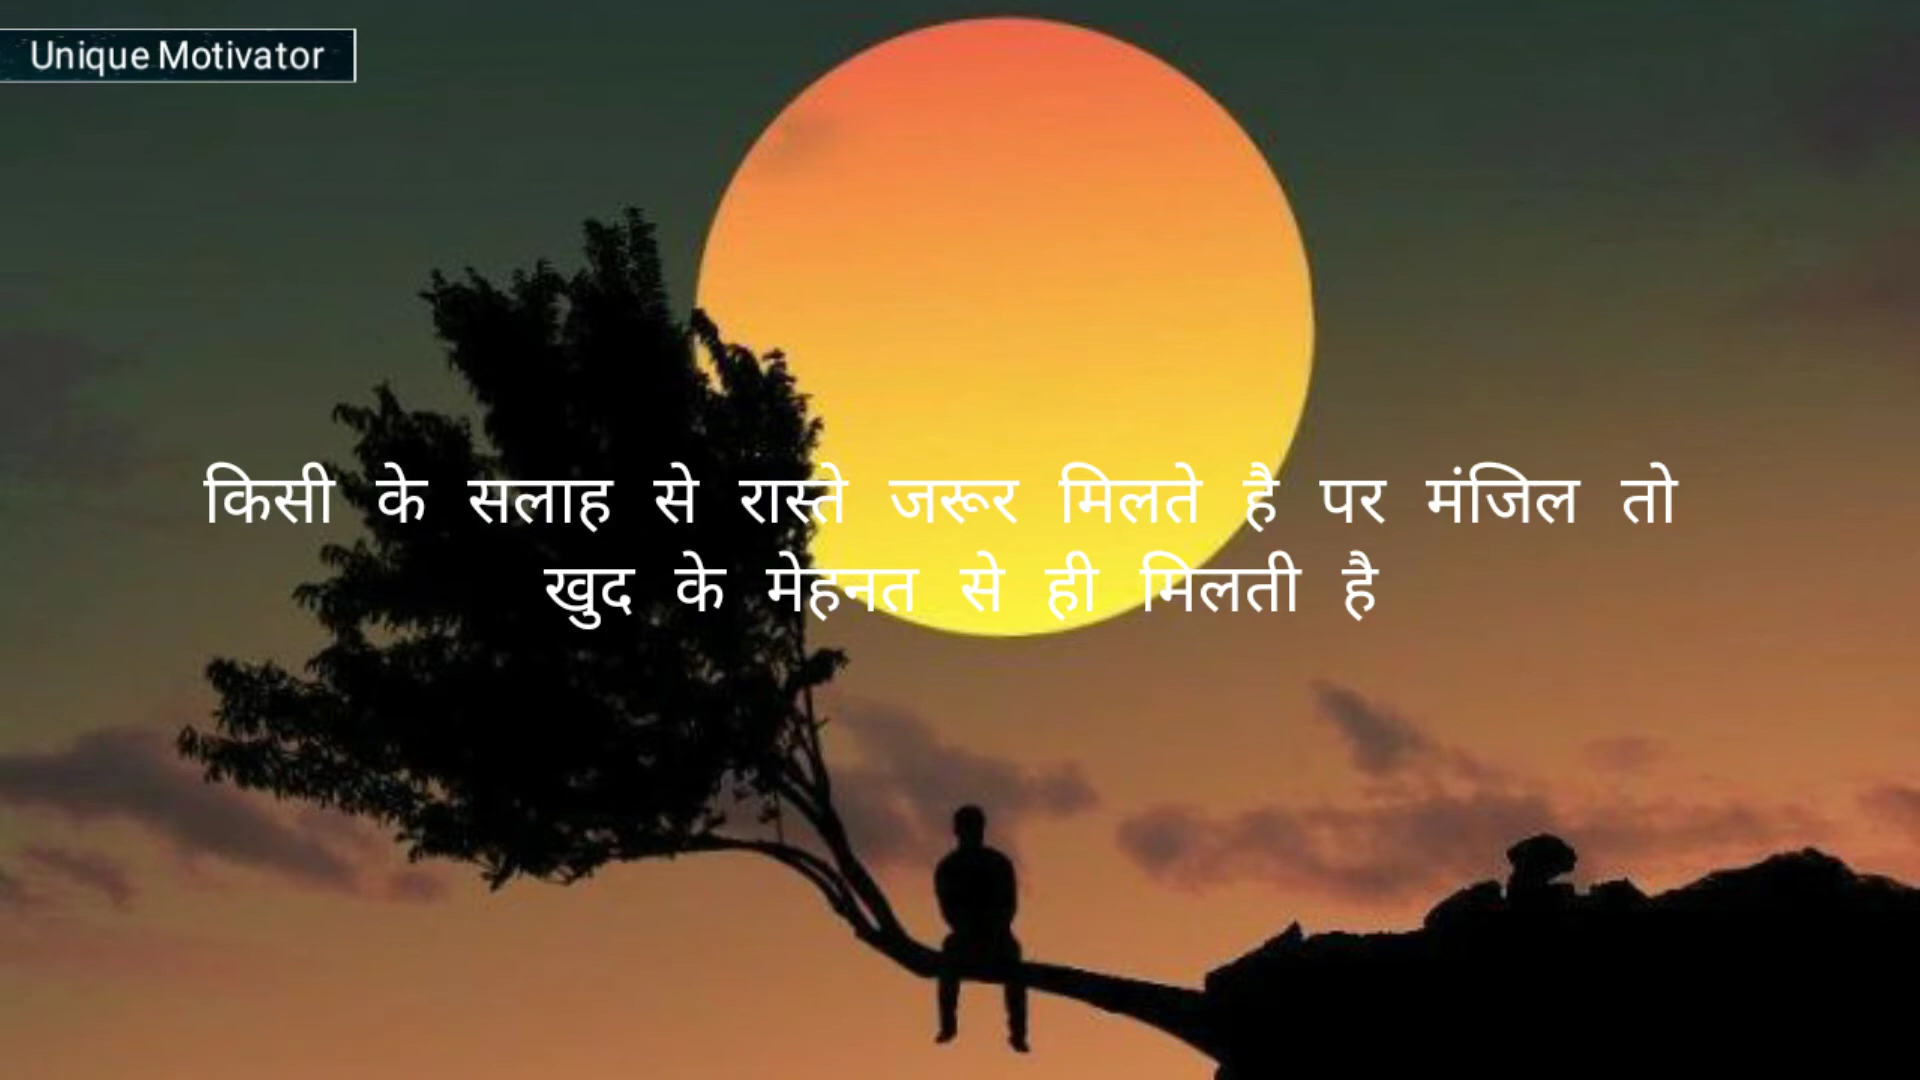 Unique Motivator
किसी के सलाह से रास्ते जरूर मिलते है पर मंजिल तो
खुद के मेहनत से ही मिलती है